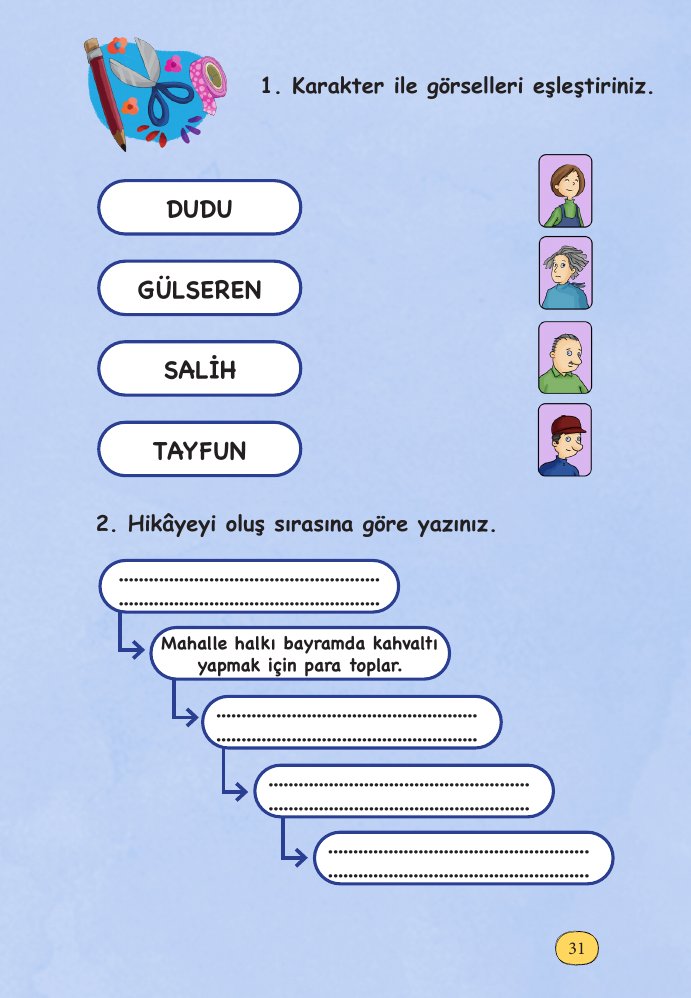 1. Karakter ile görselleri eşleştiriniz.
DUDU
GÜLSEREN
SALİH
TAYFUN
2. Hikâyeyi oluş sırasına göre yazınız.
Mahalle halkı bayramda kahvaltı
yapmak için para toplar.
31